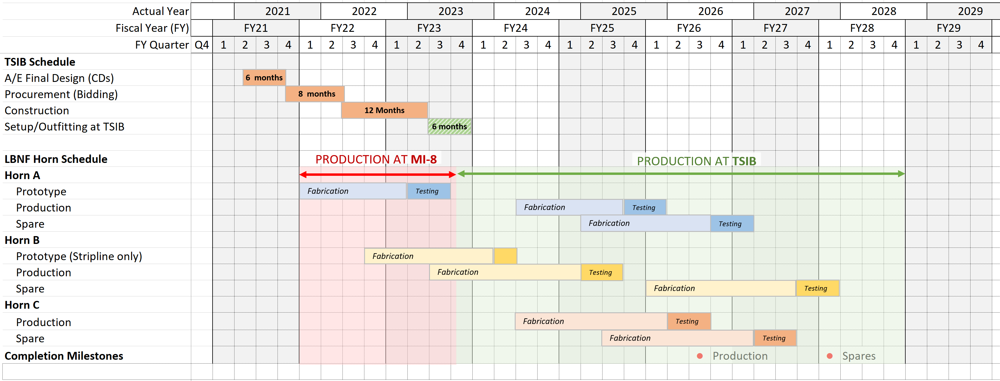 Actual Year 2021 2022 2023 2024 2025 2026 2027 2028 2029
Fiscal Year (FY) FY21 FY22 FY23 FY24 FY25 FY26 FY27 FY28 FY29
FY Quarter Q4 1 2 3 4 1 2 3 4 1 2 3 4 1 2 3 4 1 2 3 4 1 2 3 4 1 2 3 4 1 2 3 4 1 2 3 4
TSIB Schedule
A/E Final Design (CDs) 6 months
Procurement (Bidding) 8 months
Construction 12 Months
Setup/Outfitting at TSIB 6 months
LBNF Horn Schedule PRODUCTION AT MI-8 PRODUCTION AT TSIB
Horn A
Prototype Fabrication Testing
Production Fabrication Testing
Spare Fabrication Testing
Horn B
Prototype (Stripline only) Fabrication
Production Fabrication Testing
Spare Fabrication Testing
Horn C
Production Fabrication Testing
Spare Fabrication Testing
Completion Milestones Production Spares